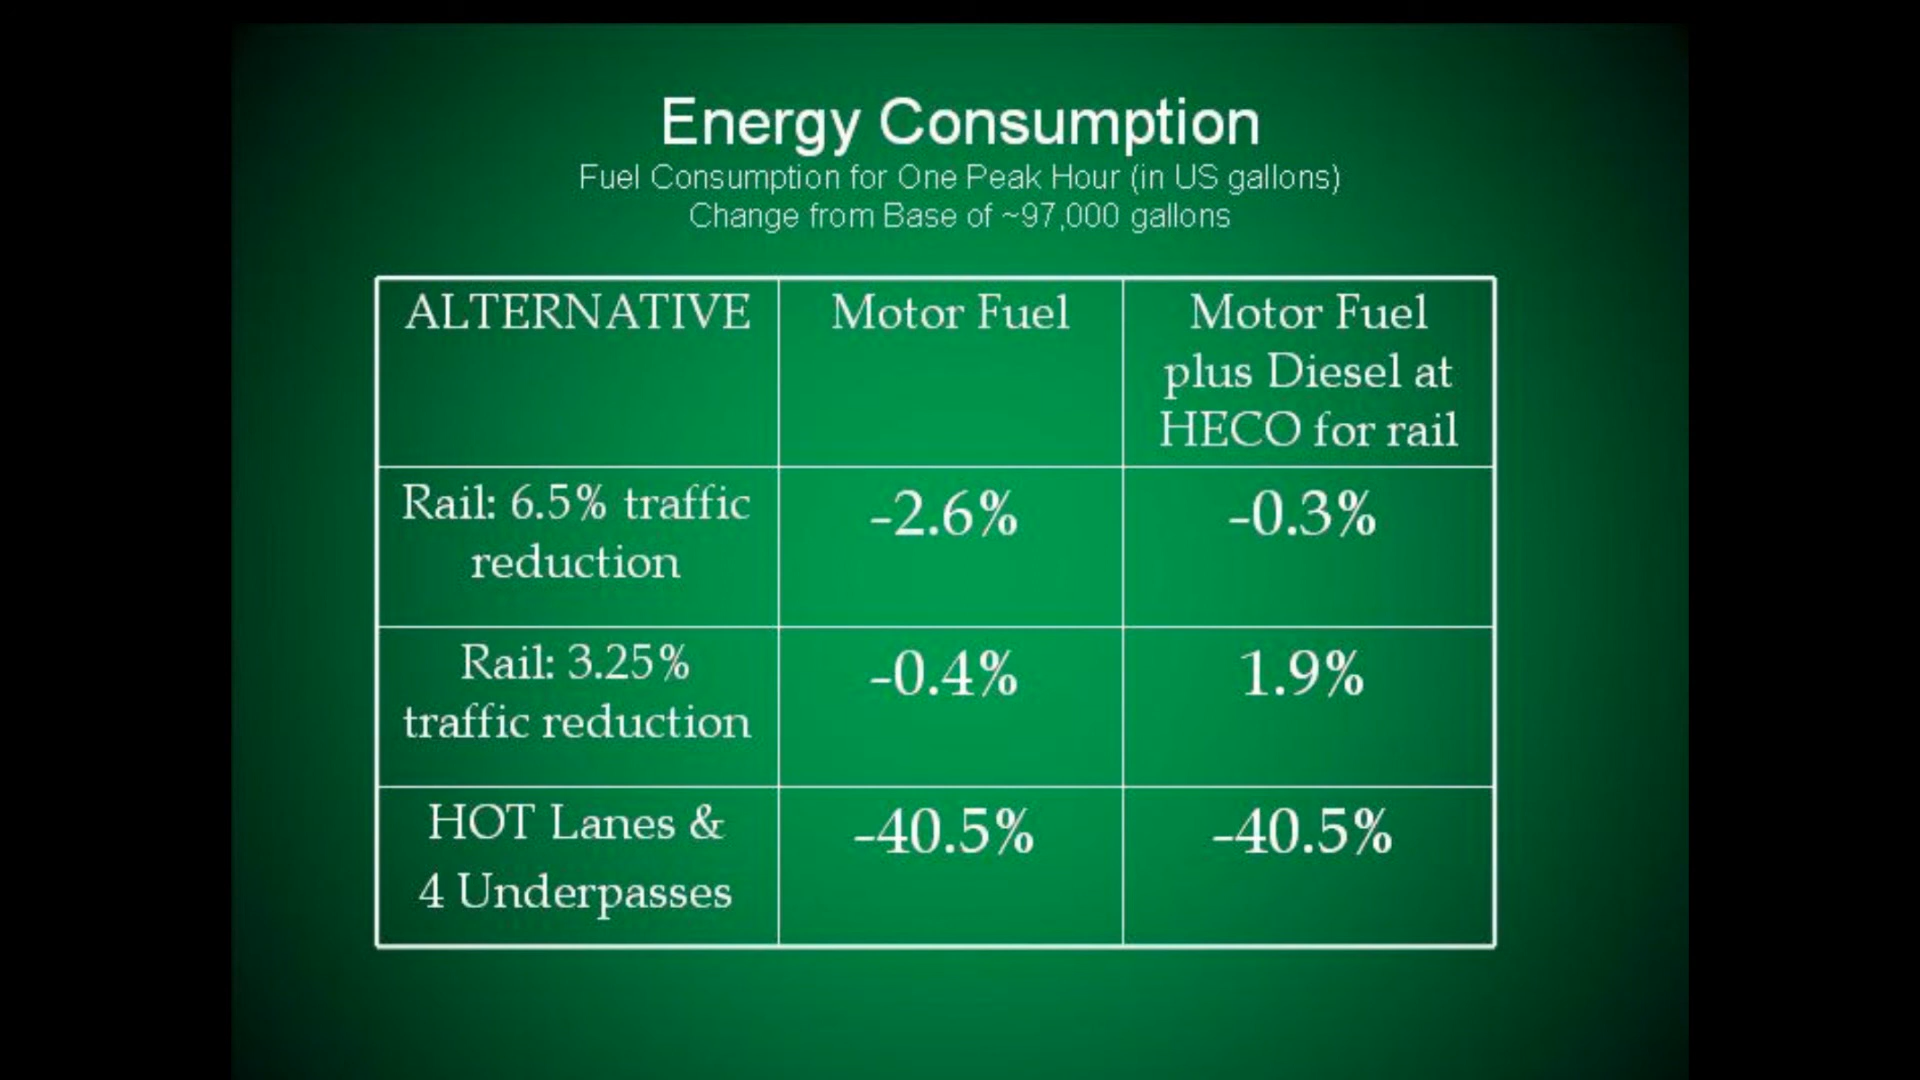 Energy Consumption
Fuel Consumption for One Peak Hour (in US gallons)
Change from Base of ~97,000 gallons
ALTERNATIVE
Motor Fuel
Motor Fuel
plus Diesel at
HECO for rail
Rail: 6.5% traffic
reduction
-2.6%
-0.3%
Rail: 3.25%
traffic reduction
-0.4%
1.9%
HOT Lanes &
4 Underpasses
-40.5%
-40.5%